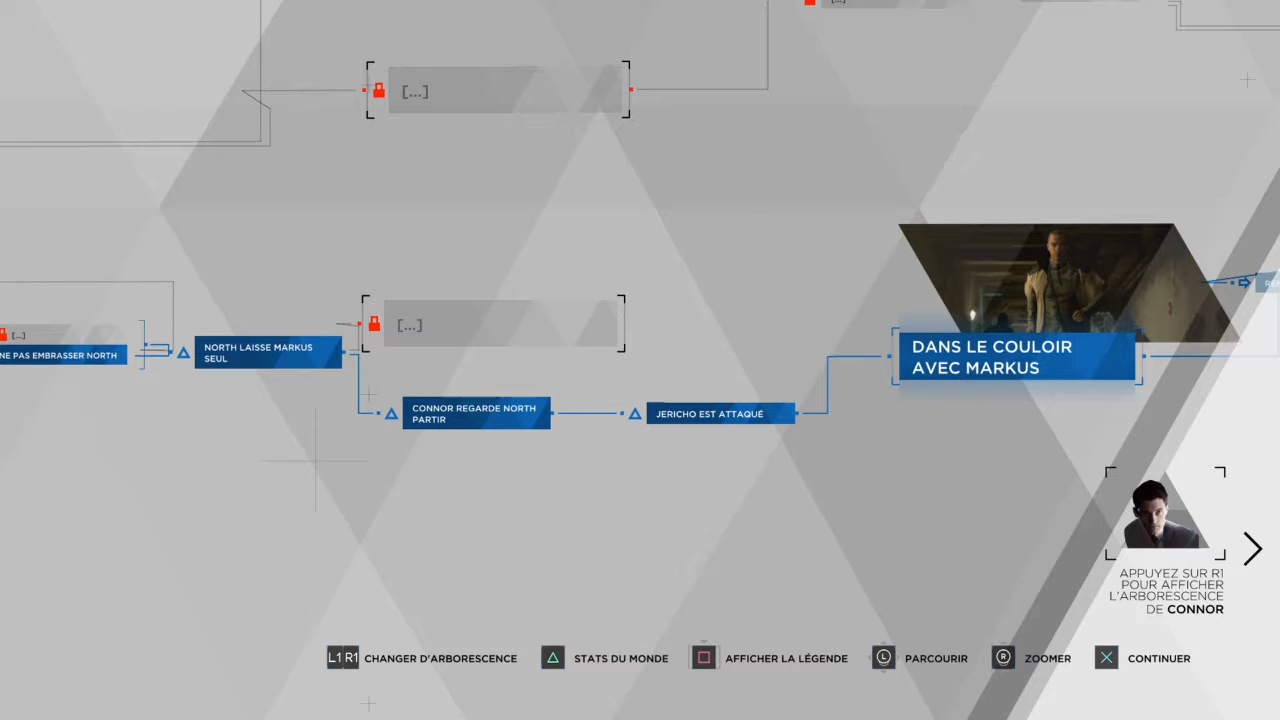 [...]
[...]
[...]
[...]
NE PAS EMBRASSER NORTH
NORTH LAISSE MARKUS
SEUL
CONNOR REGARDE NORTH
PARTIR
JERICHO EST ATTAQUÉ
DANS LE COULOIR
AVEC MARKUS
APPUYEZ SUR R1
POUR AFFICHER
L'ARBORESCENCE
DE CONNOR
L1 R1 CHANGER D'ARBORESCENCE
STATS DU MONDE
AFFICHER LA LÉGENDE
L PARCOURIR
R ZOOMER
CONTINUER